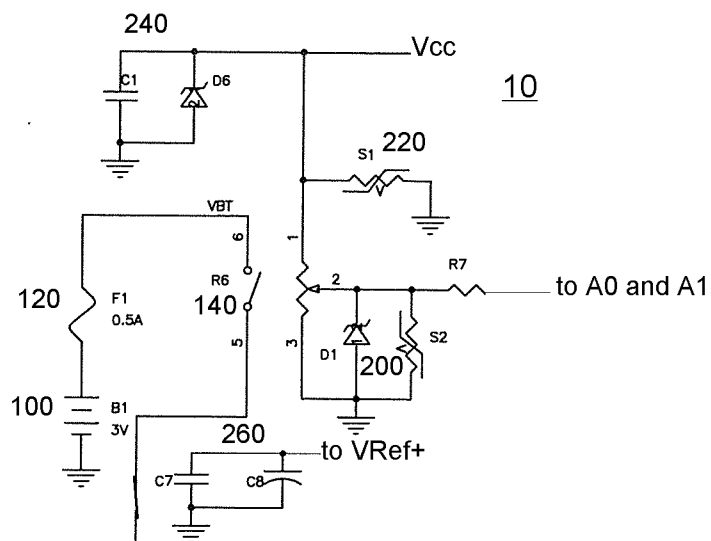 240
Vcc
C1
D6
10
S1
220
VBT
6
1
R6
2
R7
to A0 and A1
120
F1
0.5A
140
5
3
D1
200
S2
100
B1
3V
260
to VRef+
C7
C8